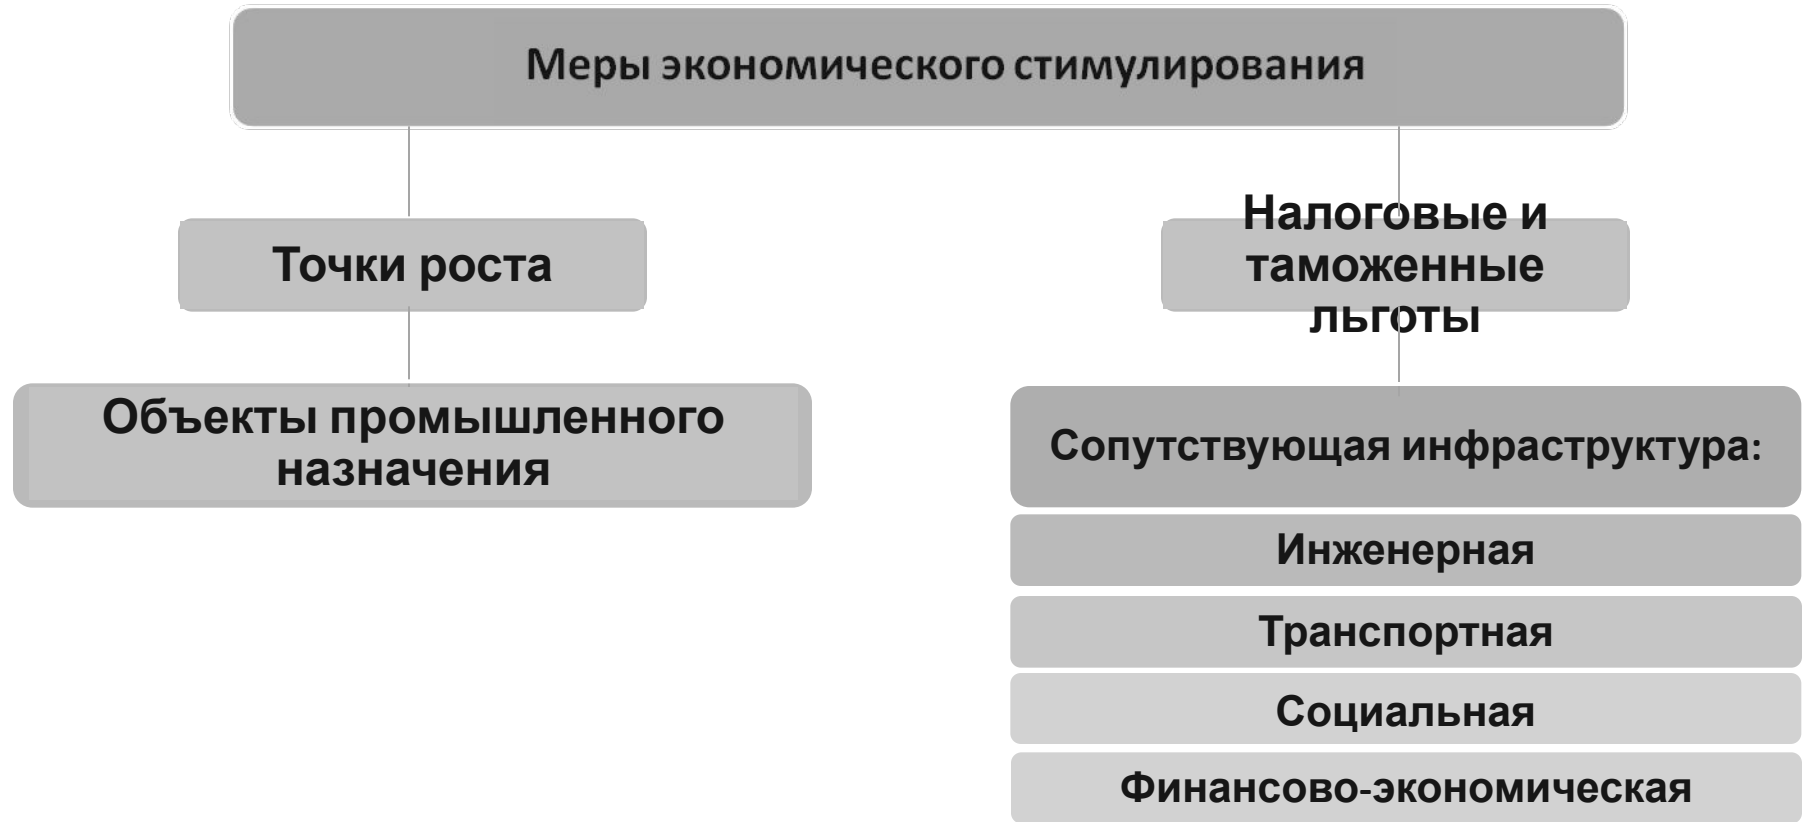 Меры экономического стимулирования
Точки роста
Налоговые и
таможенные
льготы
Объекты промышленного
назначения
Сопутствующая инфраструктура:
Инженерная
Транспортная
Социальная
Финансово-экономическая